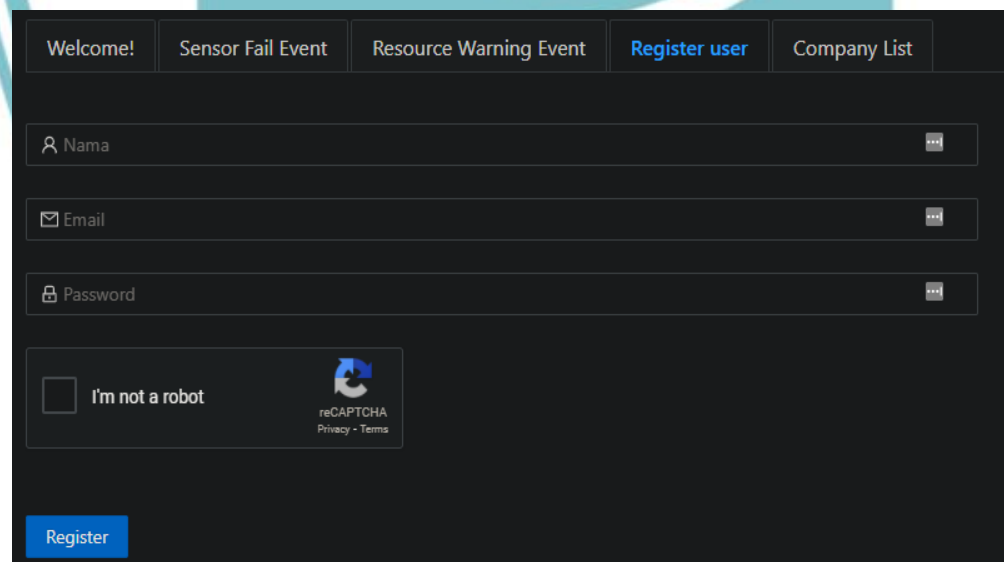 Welcome! Sensor Fail Event Resource Warning Event Register user Company List
Nama
Email
Password
I'm not a robot
reCAPTCHA
Privacy - Terms
Register